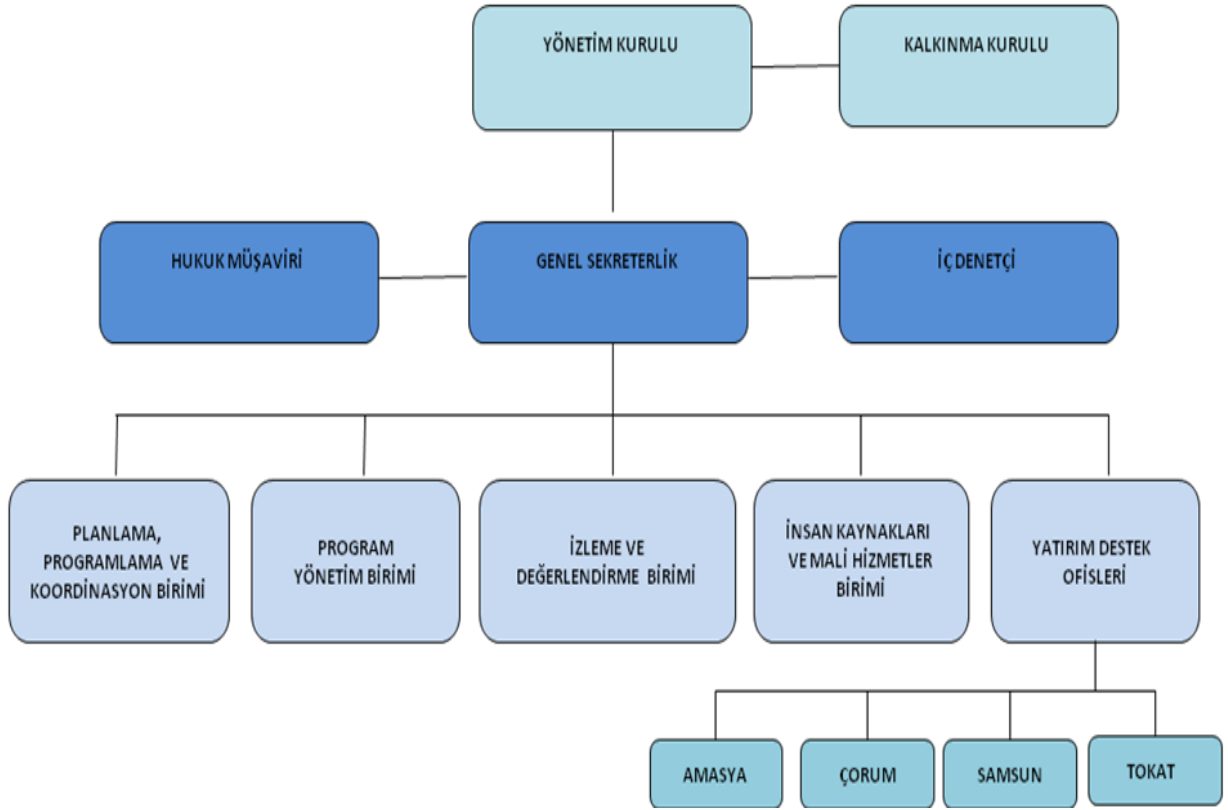 YÖNETİM KURULU
KALKINMA KURULU
HUKUK MÜŞAVİRİ
GENEL SEKRETERLİK
İÇ DENETÇİ
PLANLAMA,
PROGRAMLAMA VE
KOORDİNASYON BİRİMİ
PROGRAM
YÖNETİM BİRİMİ
İZLEME VE
DEĞERLENDİRME BİRİMİ
İNSAN KAYNAKLARI
VE MALİ HİZMETLER
BİRİMİ
YATIRIM DESTEK
OFİSLERİ
AMASYA
ÇORUM
SAMSUN
TOKAT